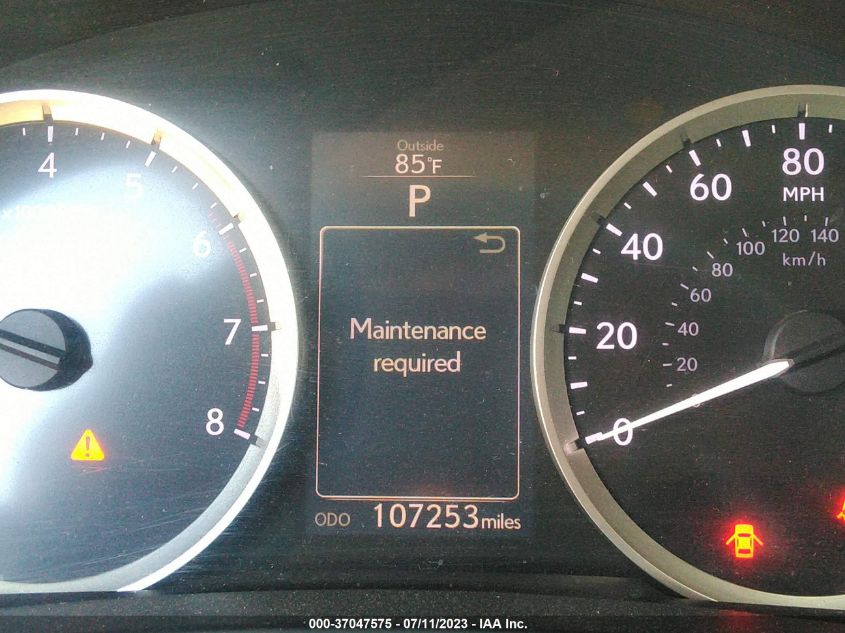 4
5
6
7
8
Outside
85°F
P
Maintenance
required
ODO 107253 miles
80
60
MPH
40
20
0
140
120
100
km/h
80
60
40
20
000-37047575 - 07/11/2023 - IAA Inc.